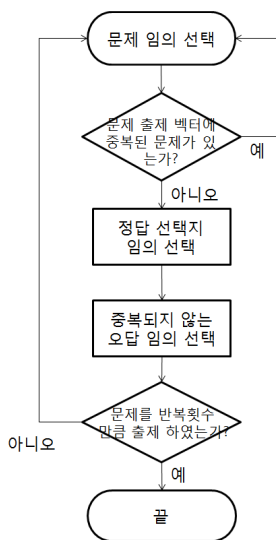 문제 임의 선택
문제 출제 벡터에
중복된 문제가 있
는가?
예
아니오
정답 선택지
임의 선택
중복되지 않는
오답 임의 선택
문제를 반복횟수
만큼 출제 하였는가?
아니오
예
끝